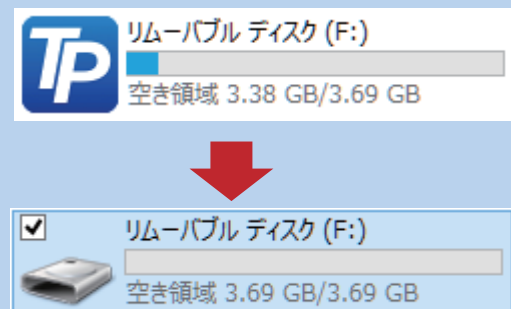 TP
リムーバブル ディスク (F:)
空き領域 3.38 GB/3.69 GB
リムーバブル ディスク (F:)
空き領域 3.69 GB/3.69 GB